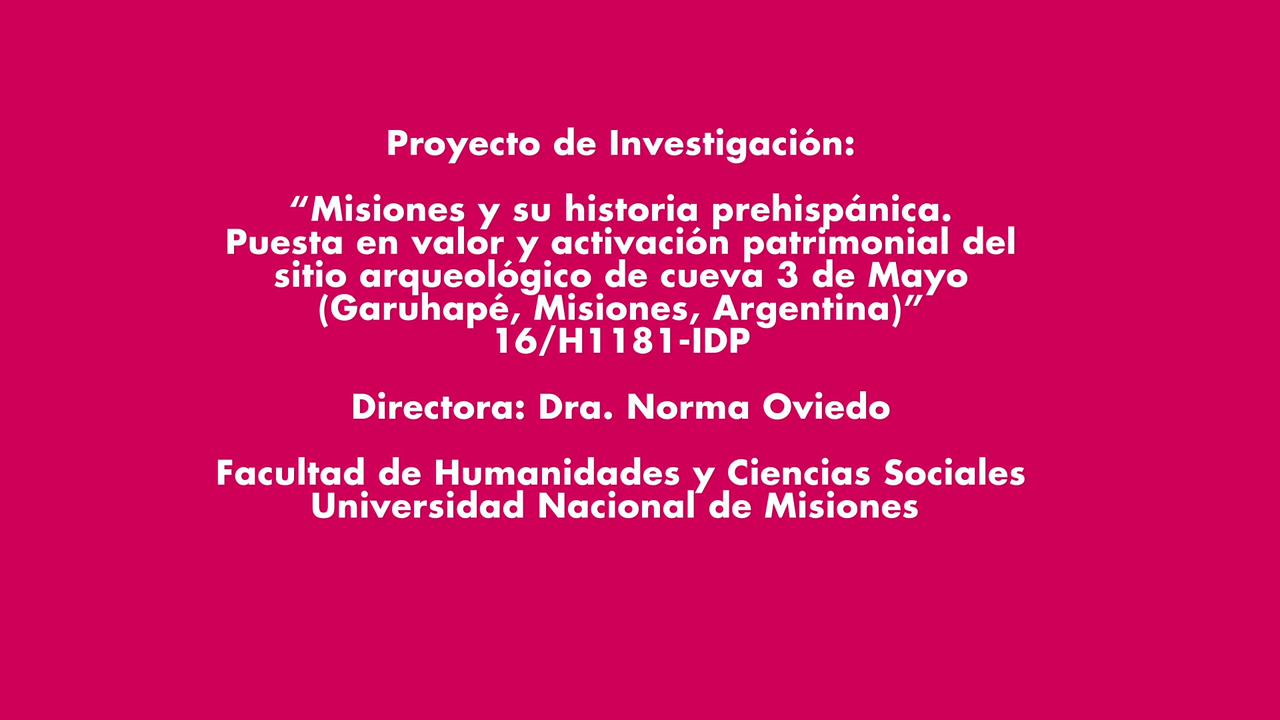 Proyecto de Investigación:
“Misiones y su historia prehispánica.
Puesta en valor y activación patrimonial del
sitio arqueológico de cueva 3 de Mayo
(Garuhapé, Misiones, Argentina)”
16/H1181-IDP
Directora: Dra. Norma Oviedo
Facultad de Humanidades y Ciencias Sociales
Universidad Nacional de Misiones